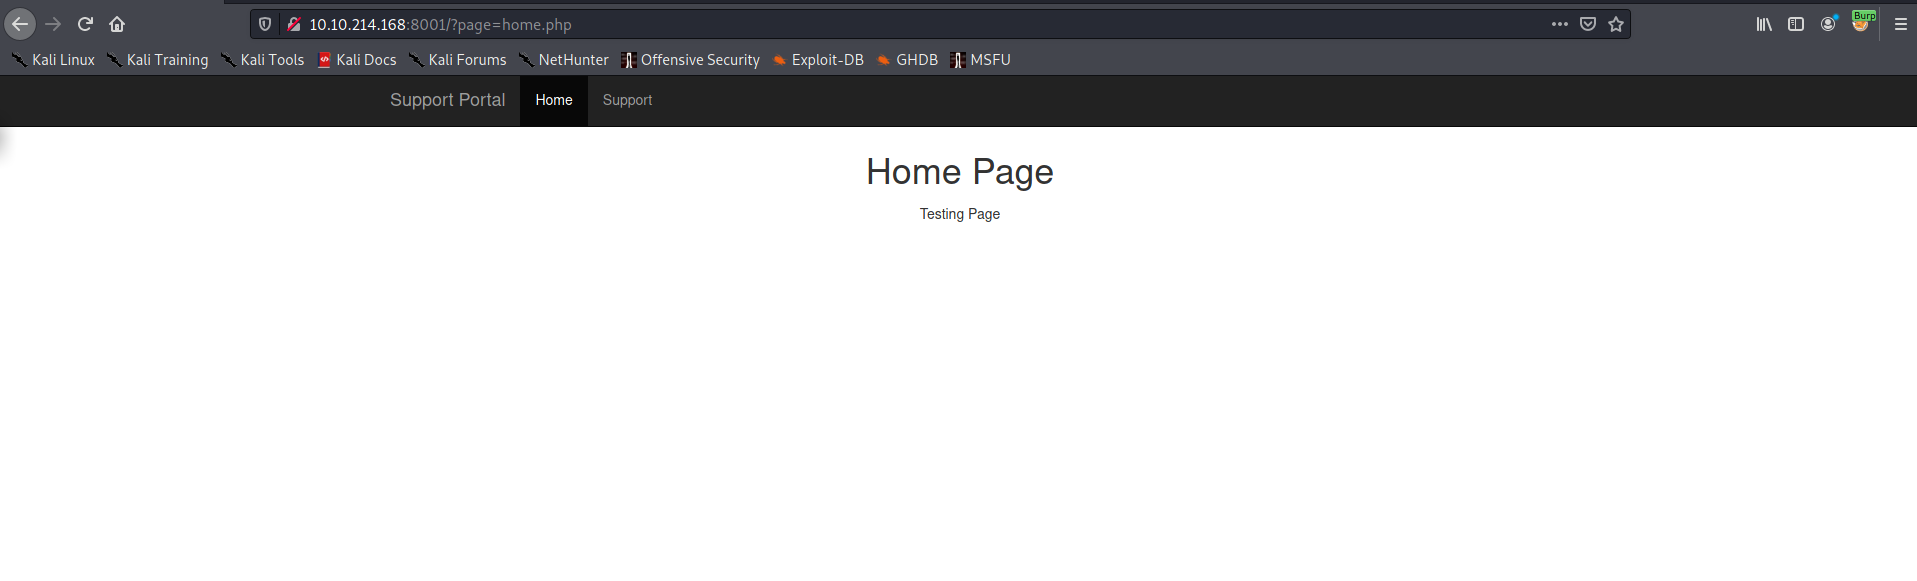 10.10.214.168:8001/?page=home.php
Burp
Kali Linux Kali Training Kali Tools Kali Docs Kali Forums NetHunter Offensive Security Exploit-DB GHDB MSFU
Support Portal Home Support
Home Page
Testing Page